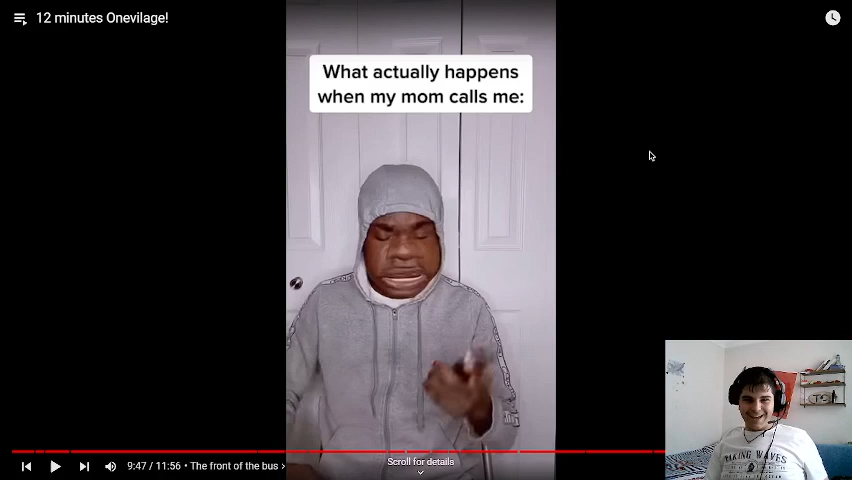 12 minutes Onevilage!
What actually happens
when my mom calls me:
9:47 / 11:56 • The front of the bus
Scroll for details
TAKING WAVES